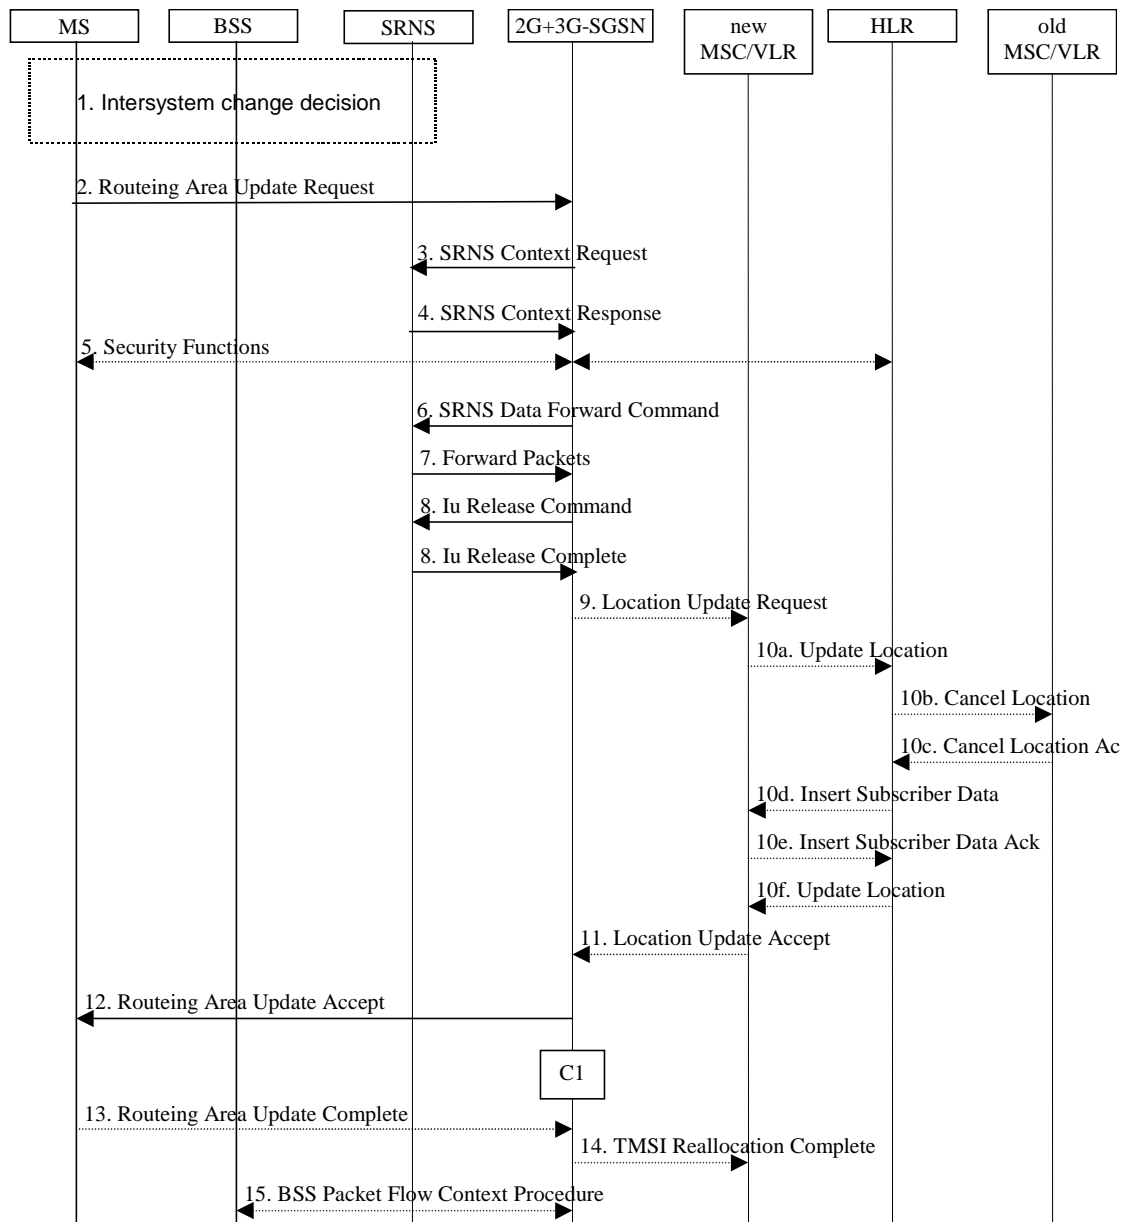 MS
BSS
SRNS
2G+3G-SGSN
new
MSC/VLR
HLR
old
MSC/VLR
1. Intersystem change decision
2. Routeing Area Update Request
3. SRNS Context Request
4. SRNS Context Response
5. Security Functions
6. SRNS Data Forward Command
7. Forward Packets
8. Iu Release Command
8. Iu Release Complete
9. Location Update Request
10a. Update Location
10b. Cancel Location
10c. Cancel Location Ac
10d. Insert Subscriber Data
10e. Insert Subscriber Data Ack
10f. Update Location
11. Location Update Accept
12. Routeing Area Update Accept
C1
13. Routeing Area Update Complete
14. TMSI Reallocation Complete
15. BSS Packet Flow Context Procedure